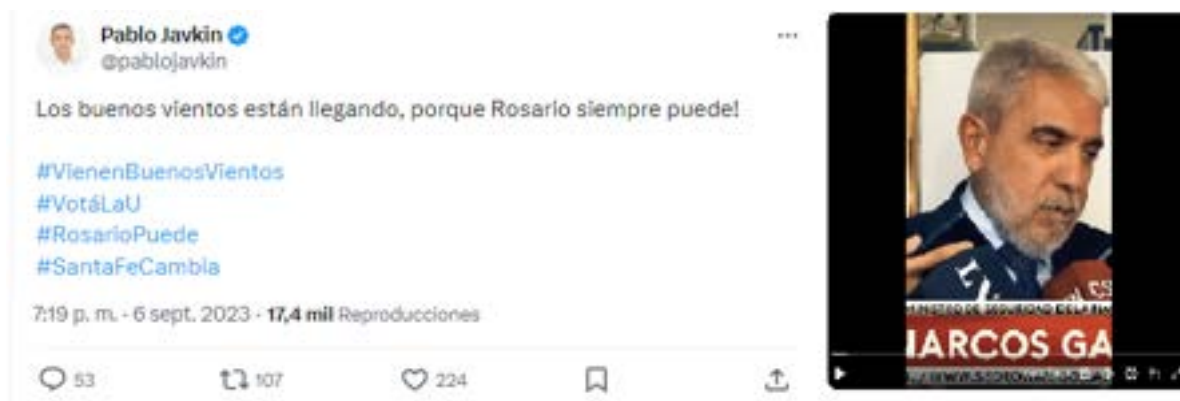 Pablo Javkin
@pablojavkin
Los buenos vientos están llegando, porque Rosario siempre puede!
#VienenBuenosVientos
#VotáLaU
#RosarioPuede
#SantaFeCambia
7:19 p. m. · 6 sept. 2023 · 17,4 mil Reproducciones
53 107 224
ARCOS GA